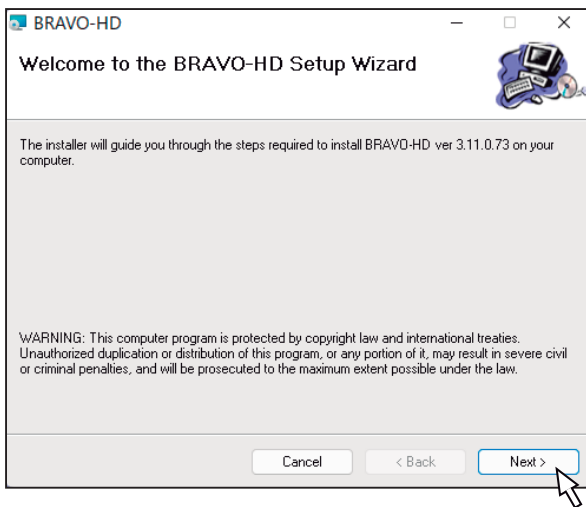 BRAVO-HD
Welcome to the BRAVO-HD Setup Wizard
The installer will guide you through the steps required to install BRAVO-HD ver 3.11.0.73 on your
computer.
WARNING: This computer program is protected by copyright law and international treaties.
Unauthorized duplication or distribution of this program, or any portion of it, may result in severe civil
or criminal penalties, and will be prosecuted to the maximum extent possible under the law.
Cancel < Back Next >